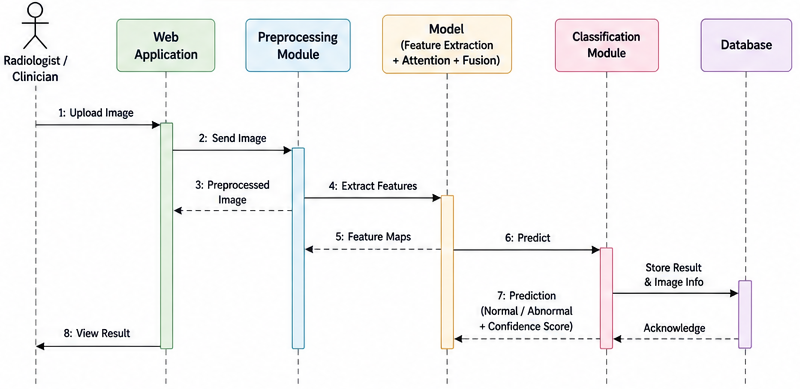 Radiologist /
Clinician
Web
Application
Preprocessing
Module
Model
(Feature Extraction
+ Attention + Fusion)
Classification
Module
Database
1: Upload Image
2: Send Image
3: Preprocessed
Image
4: Extract Features
5: Feature Maps
6: Predict
Store Result
& Image Info
7: Prediction
(Normal / Abnormal
+ Confidence Score)
Acknowledge
8: View Result